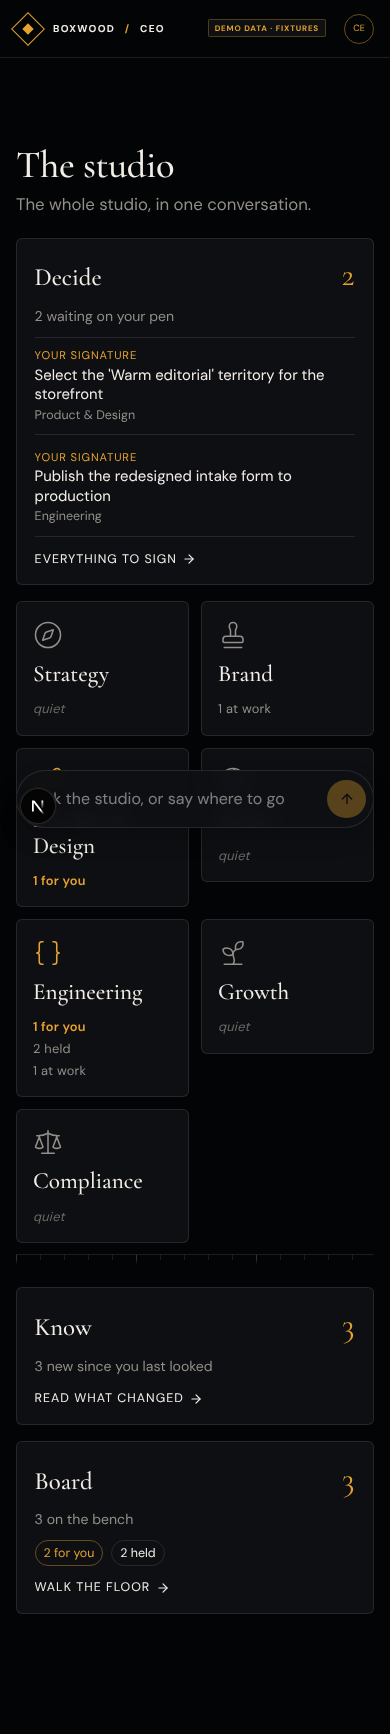 BOXWOOD / CEO
DEMO DATA · FIXTURES
CE
The studio
The whole studio, in one conversation.
Decide
2
2 waiting on your pen
YOUR SIGNATURE
Select the 'Warm editorial' territory for the
storefront
Product & Design
YOUR SIGNATURE
Publish the redesigned intake form to
production
Engineering
EVERYTHING TO SIGN →
Strategy
quiet
Brand
1 at work
N
the studio, or say where to go
Design
1 for you
quiet
Engineering
1 for you
2 held
1 at work
Growth
quiet
Compliance
quiet
Know
3
3 new since you last looked
READ WHAT CHANGED →
Board
3
3 on the bench
2 for you
2 held
WALK THE FLOOR →